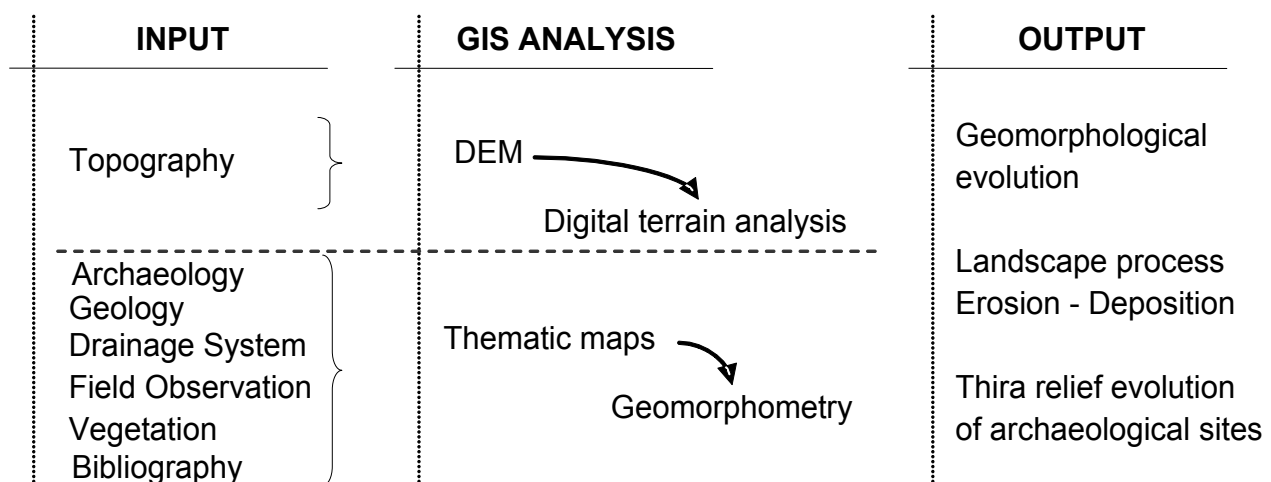 INPUT
GIS ANALYSIS
OUTPUT
Topography
DEM
Digital terrain analysis
Geomorphological
evolution
Archaeology
Geology
Drainage System
Field Observation
Vegetation
Bibliography
Thematic maps
Geomorphometry
Landscape process
Erosion - Deposition
Thira relief evolution
of archaeological sites